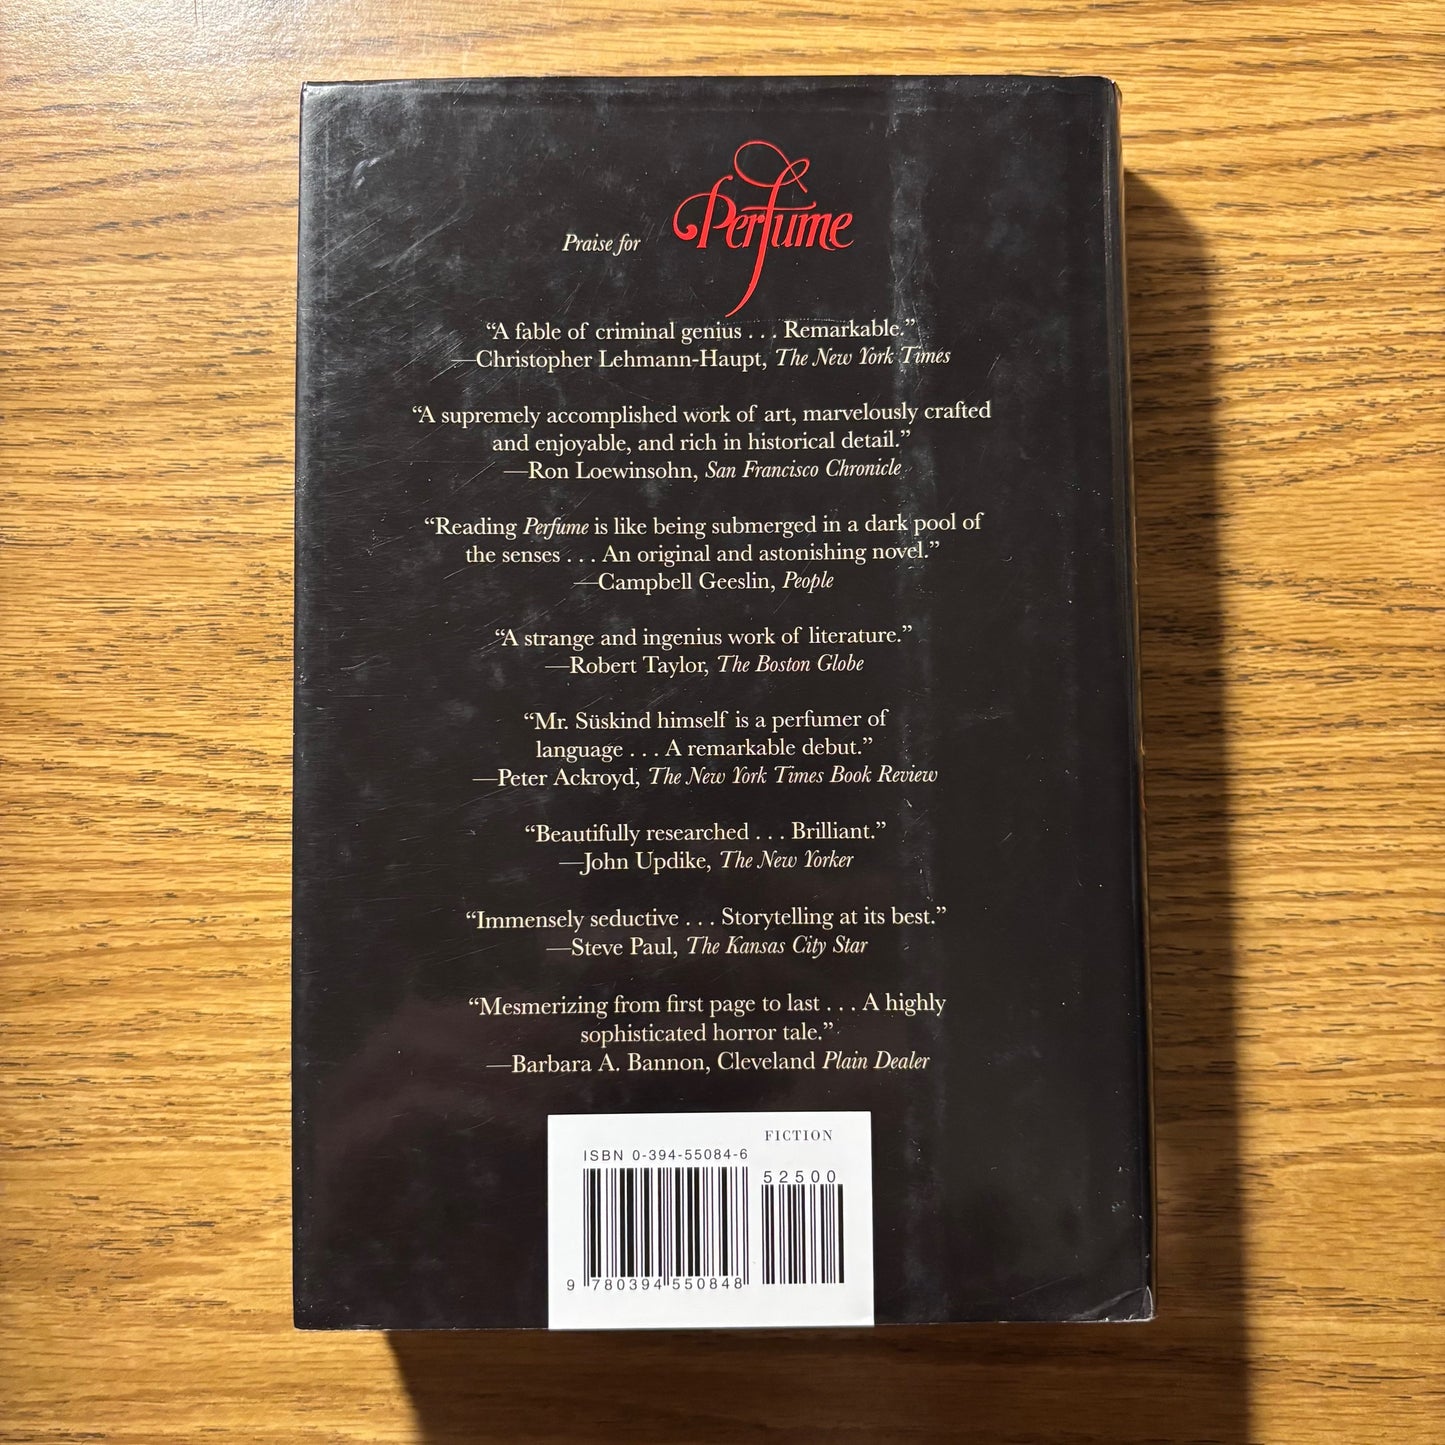 Praise for Perfume
“A fable of criminal genius . . . Remarkable.”
—Christopher Lehmann-Haupt, The New York Times
“A supremely accomplished work of art, marvelously crafted
and enjoyable, and rich in historical detail.”
—Ron Loewinsohn, San Francisco Chronicle
“Reading Perfume is like being submerged in a dark pool of
the senses . . . An original and astonishing novel.”
—Campbell Geeslin, People
“A strange and ingenius work of literature.”
—Robert Taylor, The Boston Globe
“Mr. Süskind himself is a perfumer of
language . . . A remarkable debut.”
—Peter Ackroyd, The New York Times Book Review
“Beautifully researched . . . Brilliant.”
—John Updike, The New Yorker
“Immensely seductive . . . Storytelling at its best.”
—Steve Paul, The Kansas City Star
“Mesmerizing from first page to last . . . A highly
sophisticated horror tale.”
—Barbara A. Bannon, Cleveland Plain Dealer
FICTION
ISBN 0-394-55084-6
52500
9 780394 550848